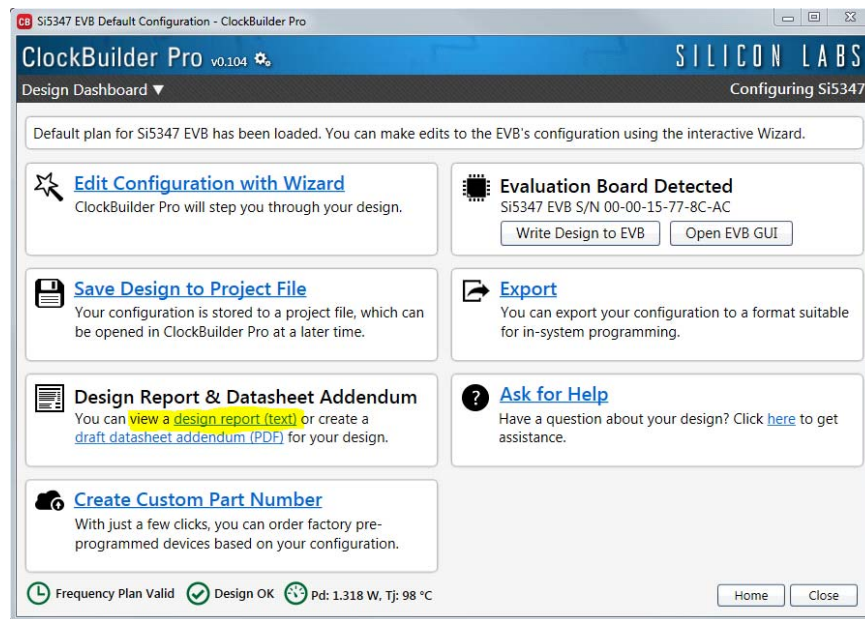 CB Si5347 EVB Default Configuration - ClockBuilder Pro
ClockBuilder Pro v0.104
SILICON LABS
Design Dashboard ▼
Configuring Si5347
Default plan for Si5347 EVB has been loaded. You can make edits to the EVB's configuration using the interactive Wizard.
Edit Configuration with Wizard
ClockBuilder Pro will step you through your design.
Evaluation Board Detected
Si5347 EVB S/N 00-00-15-77-8C-AC
Write Design to EVB
Open EVB GUI
Save Design to Project File
Your configuration is stored to a project file, which can
be opened in ClockBuilder Pro at a later time.
Export
You can export your configuration to a format suitable
for in-system programming.
Design Report & Datasheet Addendum
You can view a design report (text) or create a
draft datasheet addendum (PDF) for your design.
? Ask for Help
Have a question about your design? Click here to get
assistance.
Create Custom Part Number
With just a few clicks, you can order factory pre-
programmed devices based on your configuration.
Frequency Plan Valid
Design OK
Pd: 1.318 W, Tj: 98 °C
Home
Close